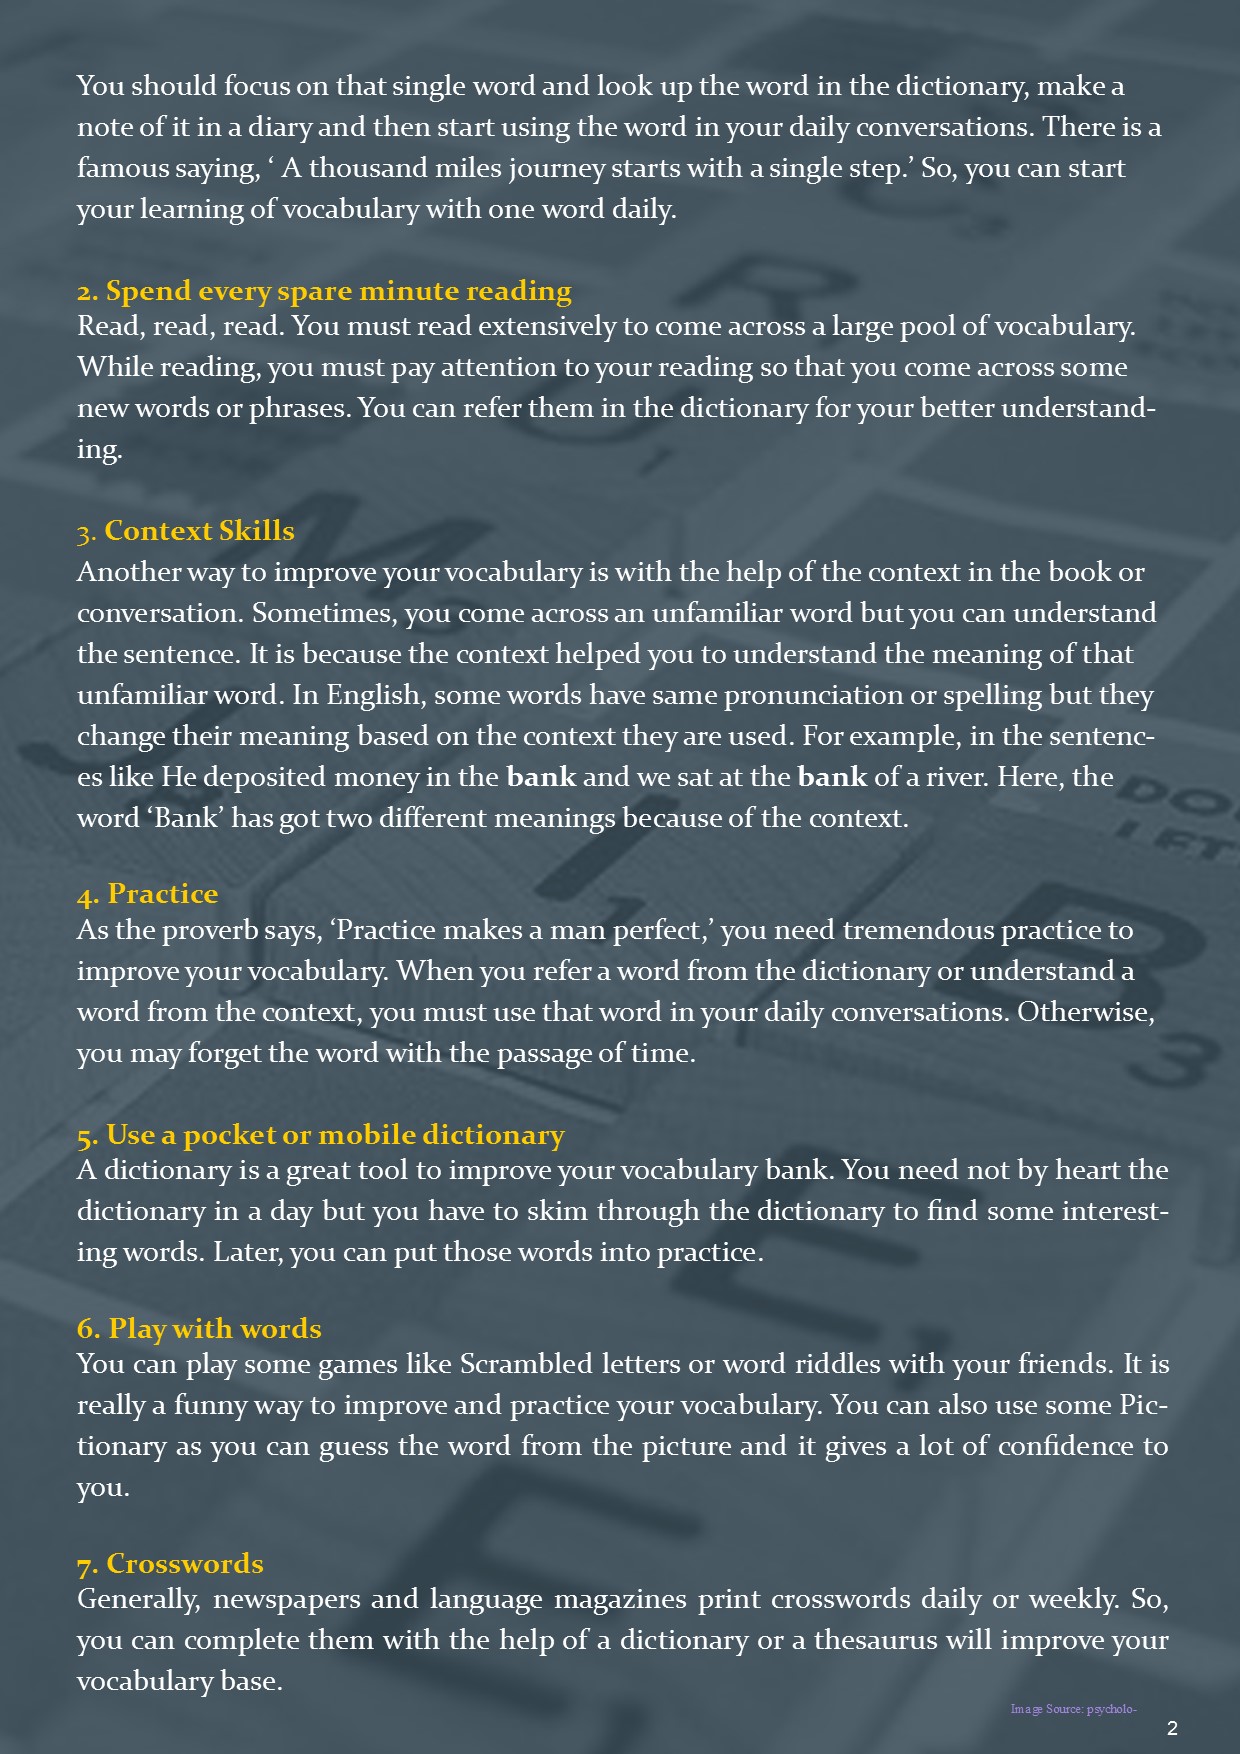 You should focus on that single word and look up the word in the dictionary, make a
note of it in a diary and then start using the word in your daily conversations. There is a
famous saying, ‘ A thousand miles journey starts with a single step.’ So, you can start
your learning of vocabulary with one word daily.
2. Spend every spare minute reading
Read, read, read. You must read extensively to come across a large pool of vocabulary.
While reading, you must pay attention to your reading so that you come across some
new words or phrases. You can refer them in the dictionary for your better understand-
ing.
3. Context Skills
Another way to improve your vocabulary is with the help of the context in the book or
conversation. Sometimes, you come across an unfamiliar word but you can understand
the sentence. It is because the context helped you to understand the meaning of that
unfamiliar word. In English, some words have same pronunciation or spelling but they
change their meaning based on the context they are used. For example, in the sentenc-
es like He deposited money in the bank and we sat at the bank of a river. Here, the
word ‘Bank’ has got two different meanings because of the context.
4. Practice
As the proverb says, ‘Practice makes a man perfect,’ you need tremendous practice to
improve your vocabulary. When you refer a word from the dictionary or understand a
word from the context, you must use that word in your daily conversations. Otherwise,
you may forget the word with the passage of time.
5. Use a pocket or mobile dictionary
A dictionary is a great tool to improve your vocabulary bank. You need not by heart the
dictionary in a day but you have to skim through the dictionary to find some interest-
ing words. Later, you can put those words into practice.
6. Play with words
You can play some games like Scrambled letters or word riddles with your friends. It is
really a funny way to improve and practice your vocabulary. You can also use some Pic-
tionary as you can guess the word from the picture and it gives a lot of confidence to
you.
7. Crosswords
Generally, newspapers and language magazines print crosswords daily or weekly. So,
you can complete them with the help of a dictionary or a thesaurus will improve your
vocabulary base.
Image Source: psycholo-
2